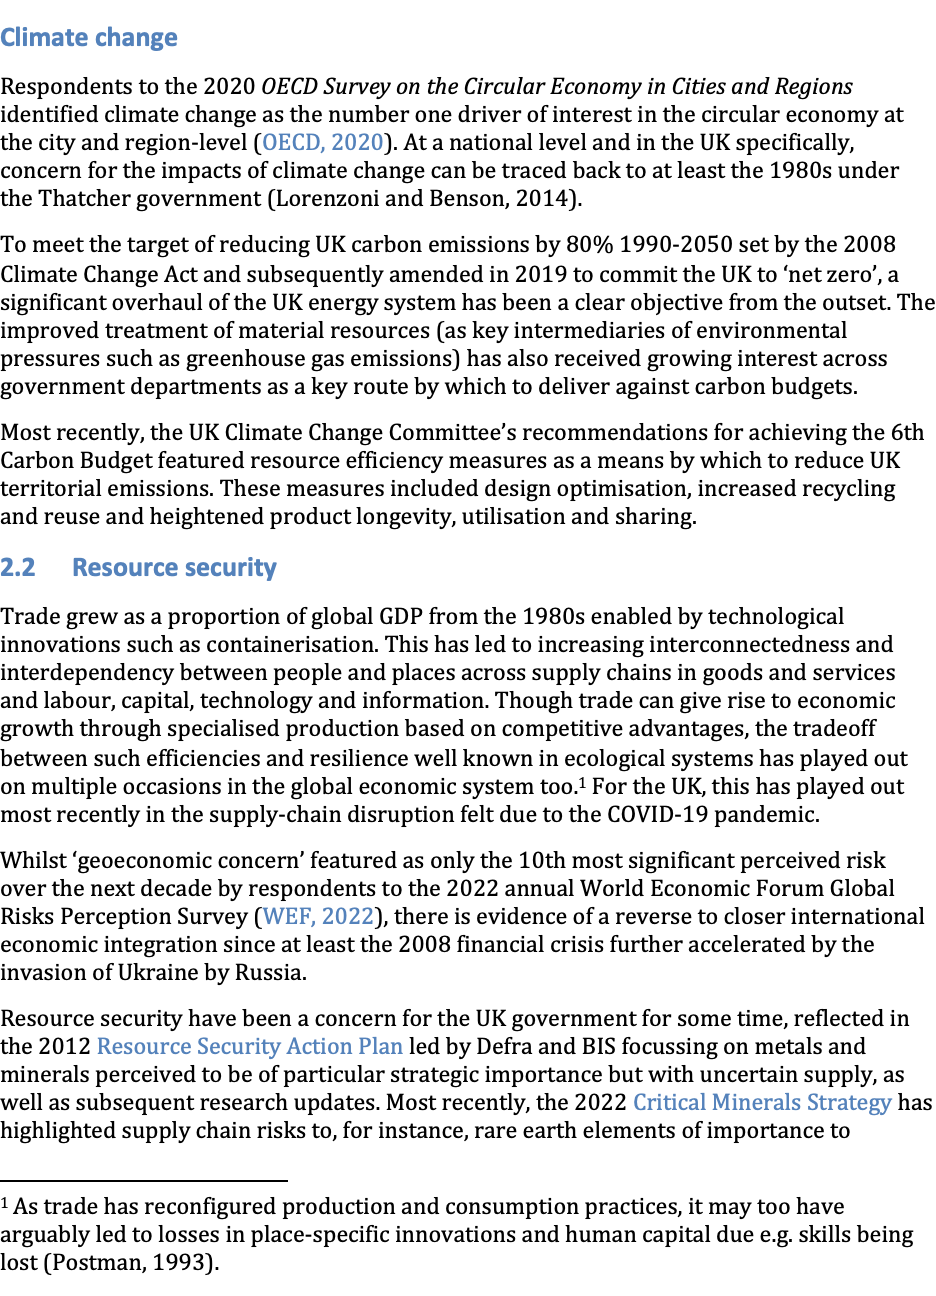 Climate change
Respondents to the 2020 OECD Survey on the Circular Economy in Cities and Regions
identified climate change as the number one driver of interest in the circular economy at
the city and region-level (OECD, 2020). At a national level and in the UK specifically,
concern for the impacts of climate change can be traced back to at least the 1980s under
the Thatcher government (Lorenzoni and Benson, 2014).
To meet the target of reducing UK carbon emissions by 80% 1990-2050 set by the 2008
Climate Change Act and subsequently amended in 2019 to commit the UK to ‘net zero’, a
significant overhaul of the UK energy system has been a clear objective from the outset. The
improved treatment of material resources (as key intermediaries of environmental
pressures such as greenhouse gas emissions) has also received growing interest across
government departments as a key route by which to deliver against carbon budgets.
Most recently, the UK Climate Change Committee’s recommendations for achieving the 6th
Carbon Budget featured resource efficiency measures as a means by which to reduce UK
territorial emissions. These measures included design optimisation, increased recycling
and reuse and heightened product longevity, utilisation and sharing.
2.2 Resource security
Trade grew as a proportion of global GDP from the 1980s enabled by technological
innovations such as containerisation. This has led to increasing interconnectedness and
interdependency between people and places across supply chains in goods and services
and labour, capital, technology and information. Though trade can give rise to economic
growth through specialised production based on competitive advantages, the tradeoff
between such efficiencies and resilience well known in ecological systems has played out
on multiple occasions in the global economic system too.1 For the UK, this has played out
most recently in the supply-chain disruption felt due to the COVID-19 pandemic.
Whilst ‘geoeconomic concern’ featured as only the 10th most significant perceived risk
over the next decade by respondents to the 2022 annual World Economic Forum Global
Risks Perception Survey (WEF, 2022), there is evidence of a reverse to closer international
economic integration since at least the 2008 financial crisis further accelerated by the
invasion of Ukraine by Russia.
Resource security have been a concern for the UK government for some time, reflected in
the 2012 Resource Security Action Plan led by Defra and BIS focussing on metals and
minerals perceived to be of particular strategic importance but with uncertain supply, as
well as subsequent research updates. Most recently, the 2022 Critical Minerals Strategy has
highlighted supply chain risks to, for instance, rare earth elements of importance to
1 As trade has reconfigured production and consumption practices, it may too have
arguably led to losses in place-specific innovations and human capital due e.g. skills being
lost (Postman, 1993).